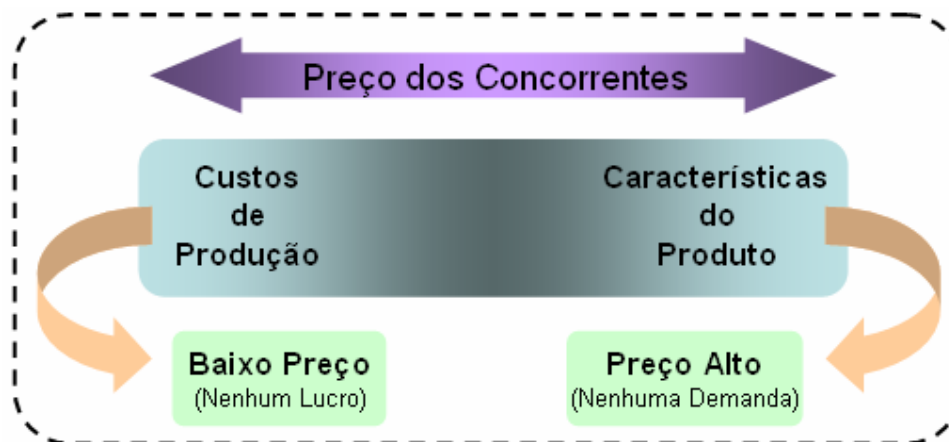 Preço dos Concorrentes
Custos
de
Produção
Características
do
Produto
Baixo Preço
(Nenhum Lucro)
Preço Alto
(Nenhuma Demanda)